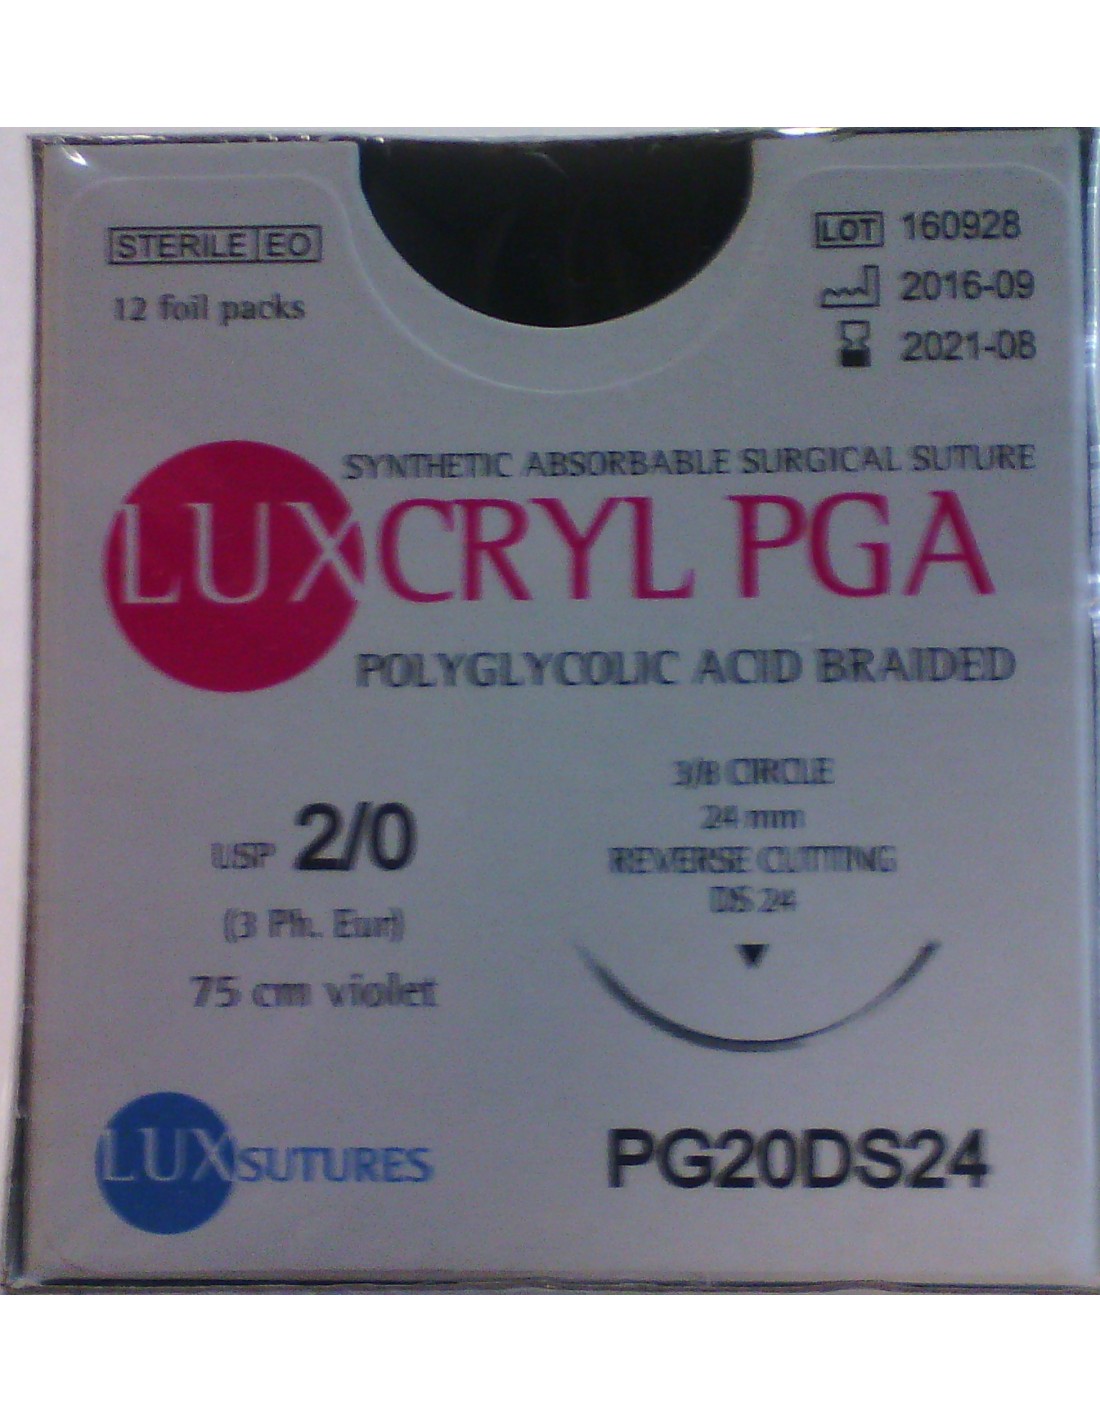 STERILE EO
12 foil packs
LOT 160928
2016-09
2021-08
SYNTHETIC ABSORBABLE SURGICAL SUTURE
LUXCRYL PGA
POLYGLYCOLIC ACID BRAIDED
USP 2/0
(3 Ph. Eur)
75 cm violet
3/8 CIRCLE
24 mm
REVERSE CUTTING
DS 24
LUXSUTURES
PG20DS24